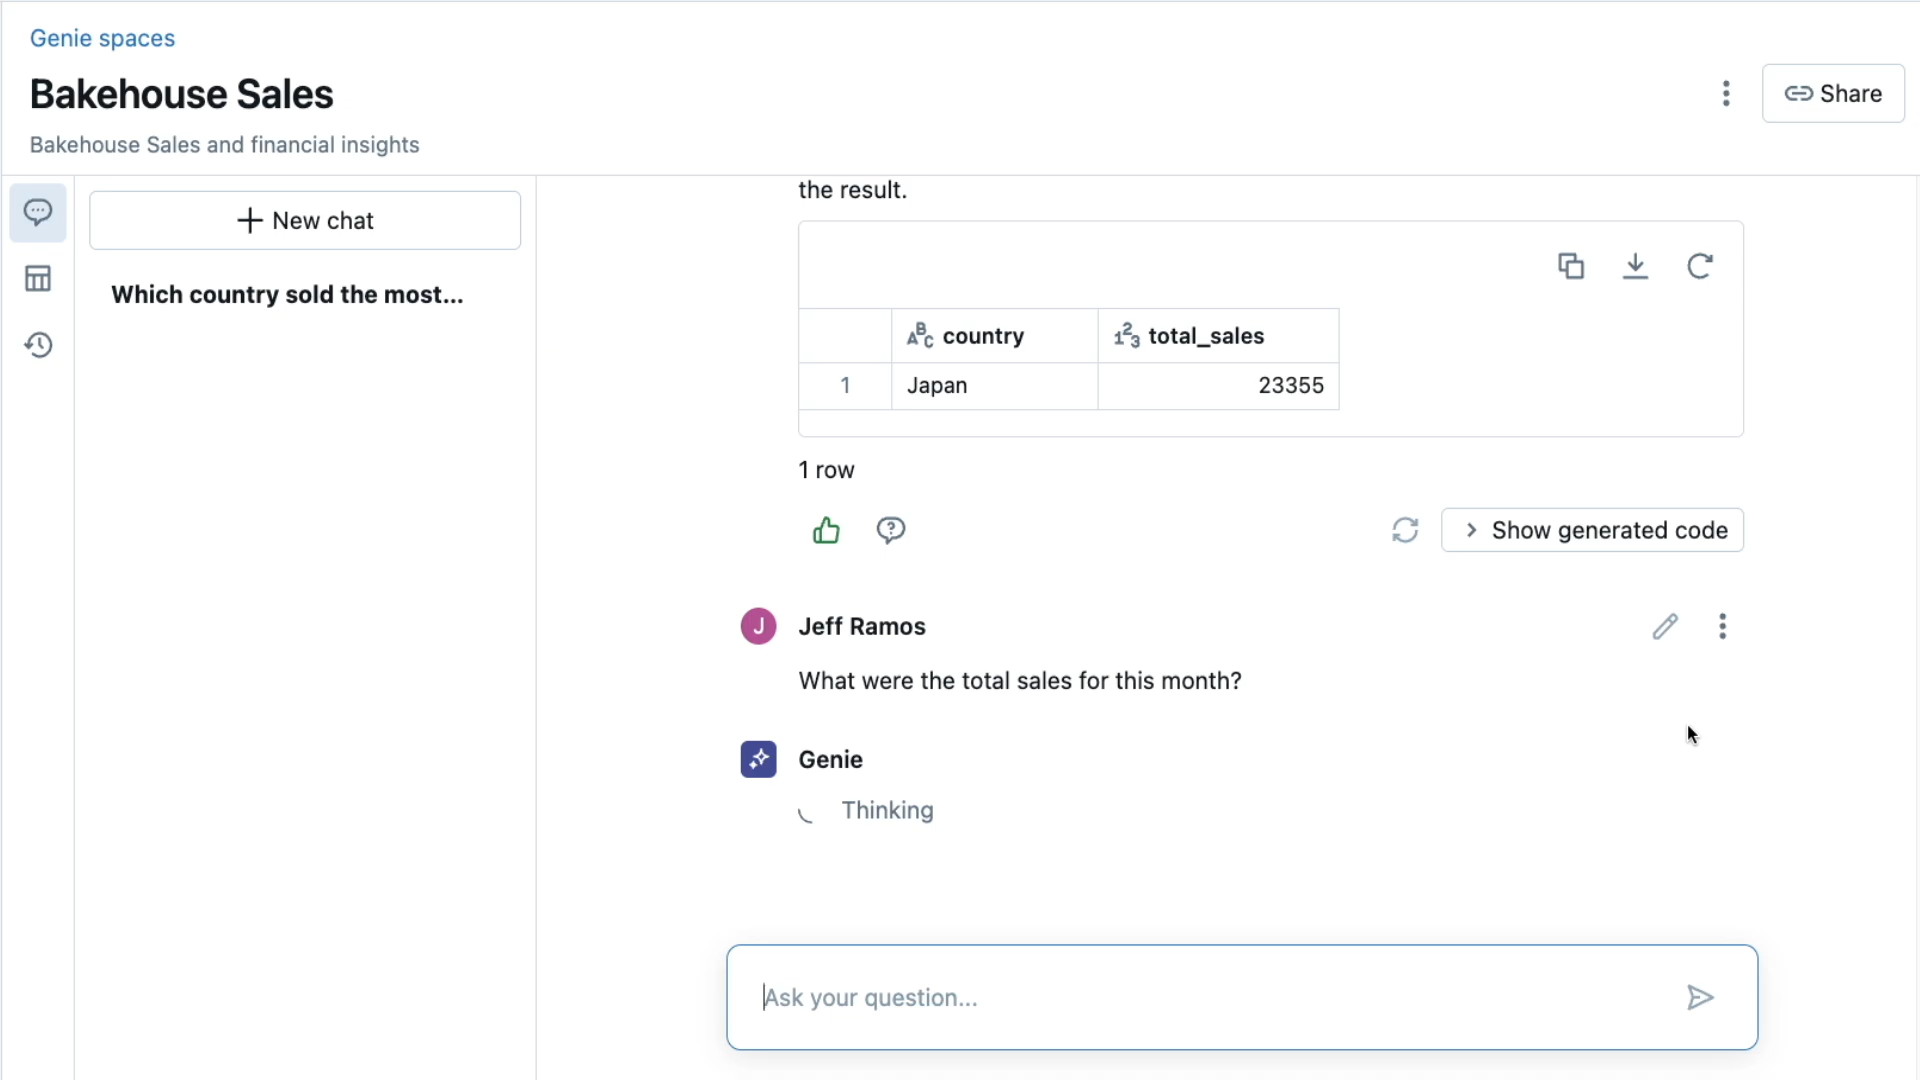 Genie spaces
Bakehouse Sales
Share
Bakehouse Sales and financial insights
New chat
Which country sold the most...
the result.
country total_sales
1 Japan 23355
1 row
Show generated code
J Jeff Ramos
What were the total sales for this month?
Genie
Thinking
Ask your question...